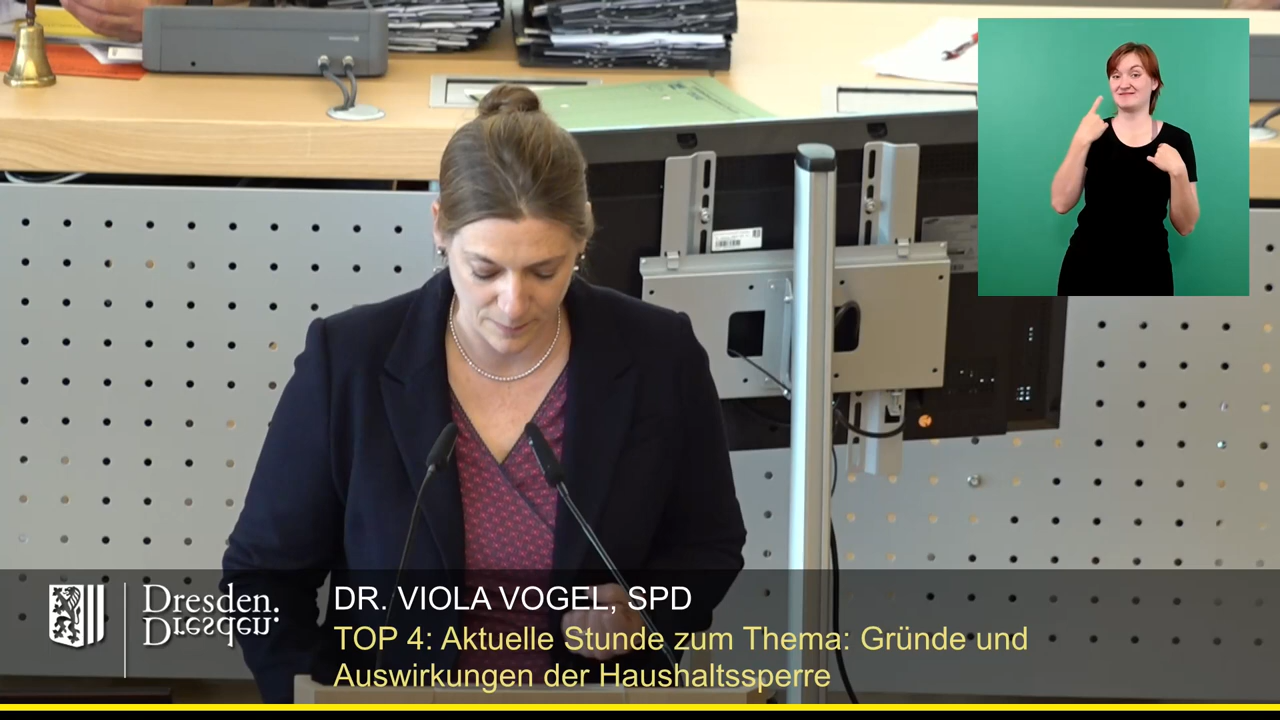 Dresden.
Dresden.
DR. VIOLA VOGEL, SPD
TOP 4: Aktuelle Stunde zum Thema: Gründe und
Auswirkungen der Haushaltssperre